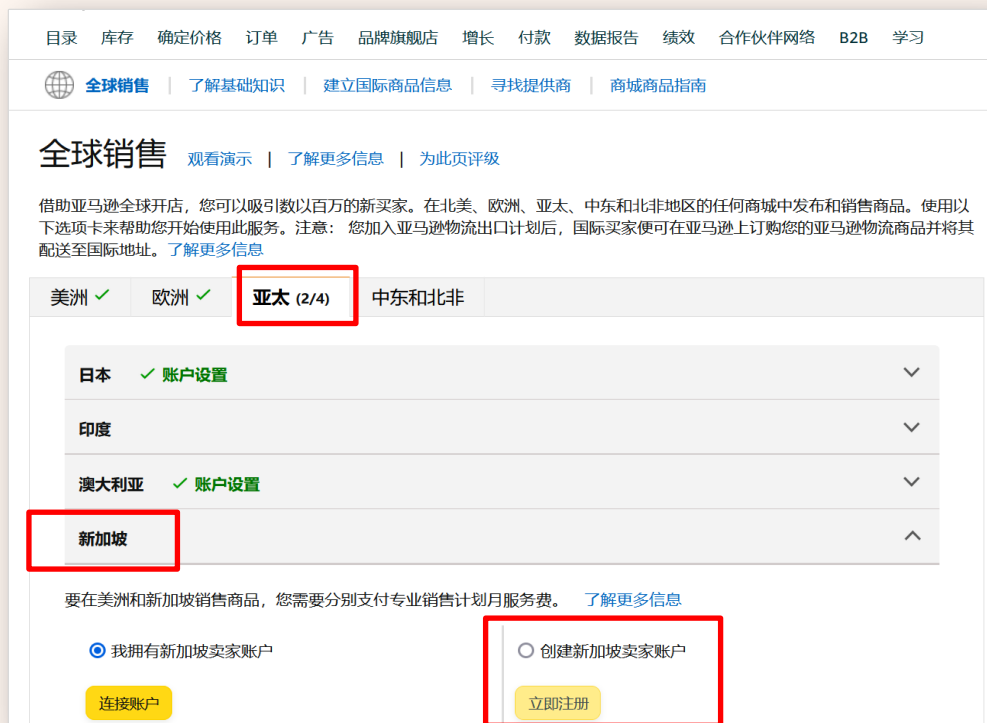 目录 库存 确定价格 订单 广告 品牌旗舰店 增长 付款 数据报告 绩效 合作伙伴网络 B2B 学习
全球销售 | 了解基础知识 | 建立国际商品信息 | 寻找提供商 | 商城商品指南
全球销售 观看演示 | 了解更多信息 | 为此页评级
借助亚马逊全球开店，您可以吸引数以百万的新买家。在北美、欧洲、亚太、中东和北非地区的任何商城中发布和销售商品。使用以
下选项卡来帮助您开始使用此服务。注意： 您加入亚马逊物流出口计划后，国际买家便可在亚马逊上订购您的亚马逊物流商品并将其
配送至国际地址。了解更多信息
美洲 ✓ 欧洲 ✓ 亚太 (2/4) 中东和北非
日本 ✓ 账户设置
印度
澳大利亚 ✓ 账户设置
新加坡
要在美洲和新加坡销售商品，您需要分别支付专业销售计划月服务费。 了解更多信息
我拥有新加坡卖家账户 创建新加坡卖家账户
连接账户 立即注册